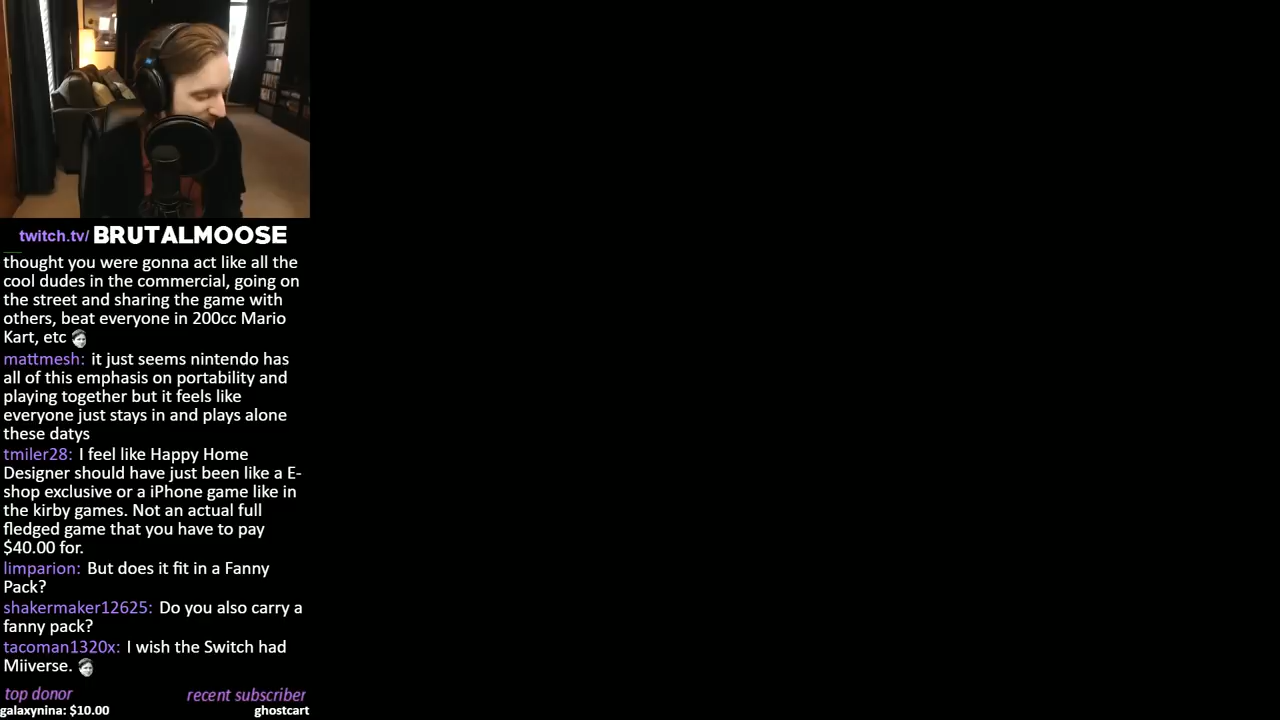 twitch.tv/ BRUTALMOOSE
thought you were gonna act like all the
cool dudes in the commercial, going on
the street and sharing the game with
others, beat everyone in 200cc Mario
Kart, etc
mattmesh: it just seems nintendo has
all of this emphasis on portability and
playing together but it feels like
everyone just stays in and plays alone
these datys
tmiler28: I feel like Happy Home
Designer should have just been like a E-
shop exclusive or a iPhone game like in
the kirby games. Not an actual full
fledged game that you have to pay
$40.00 for.
limparion: But does it fit in a Fanny
Pack?
shakermaker12625: Do you also carry a
fanny pack?
tacoman1320x: I wish the Switch had
Miiverse.
top donor recent subscriber
galaxynina: $10.00 ghostcart